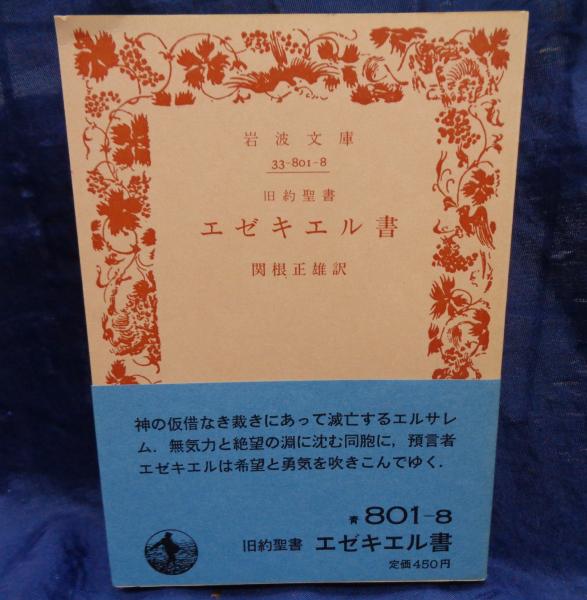 岩波文庫
33-801-8
旧約聖書
エゼキエル書
関根正雄訳
神の仮借なき裁きにあって滅亡するエルサレ
ム．無気力と絶望の淵に沈む同胞に，預言者
エゼキエルは希望と勇気を吹きこんでゆく．
青 801-8
旧約聖書 エゼキエル書
定価450円